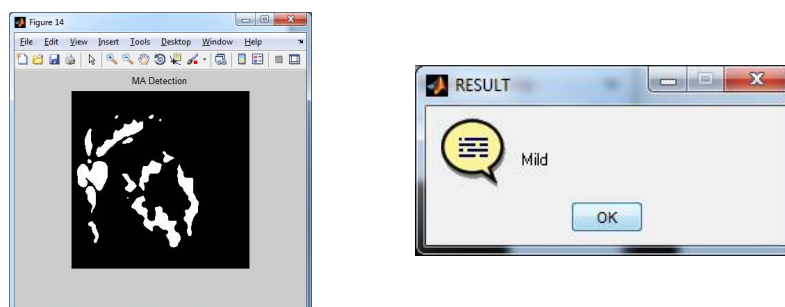 Figure 14
File Edit View Insert Tools Desktop Window Help
MA Detection
RESULT
Mild
OK